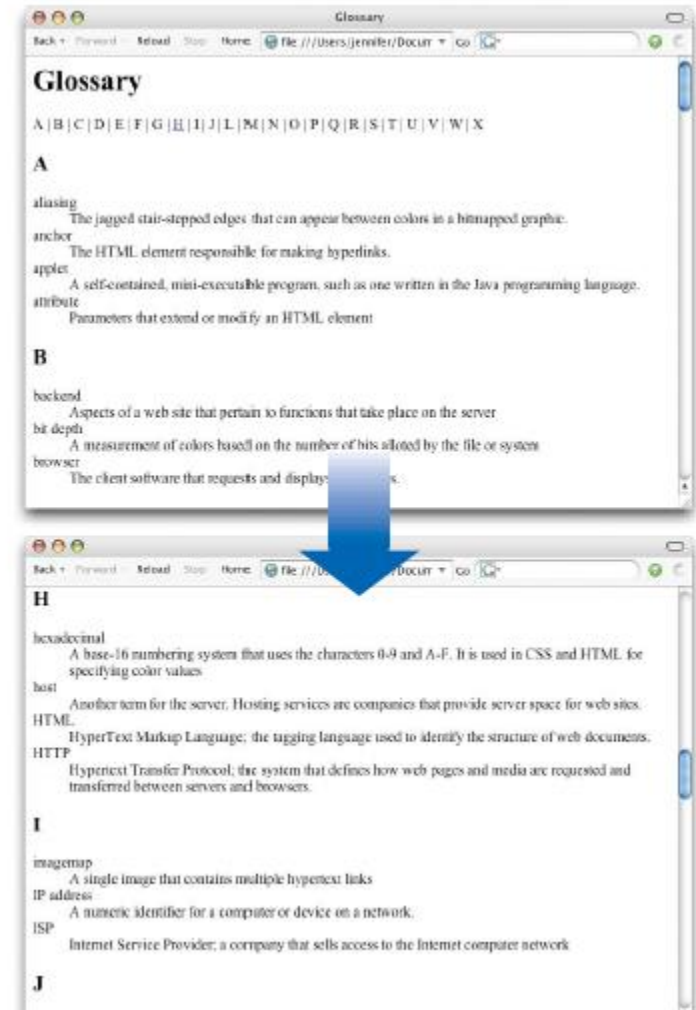 Glossary
Back Forward Reload Stop Home file:///Users/jennifer/Docum Go
Glossary
A | B | C | D | E | F | G | H | I | J | L | M | N | O | P | Q | R | S | T | U | V | W | X
A
aliasing
The jagged stair-stepped edges that can appear between colors in a bitmapped graphic.
anchor
The HTML element responsible for making hyperlinks.
applet
A self-contained, mini-executable program, such as one written in the Java programming language.
attribute
Parameters that extend or modify an HTML element
B
backend
Aspects of a web site that pertain to functions that take place on the server
bit depth
A measurement of colors based on the number of bits alloted by the file or system
browser
The client software that requests and displays s.
Back Forward Reload Stop Home file:///Us Docum Go
H
hexadecimal
A base-16 numbering system that uses the characters 0-9 and A-F. It is used in CSS and HTML for
specifying color values
host
Another term for the server. Hosting services are companies that provide server space for web sites.
HTML
HyperText Markup Language; the tagging language used to identify the structure of web documents.
HTTP
Hypertext Transfer Protocol; the system that defines how web pages and media are requested and
transferred between servers and browsers.
I
imagemap
A single image that contains multiple hypertext links
IP address
A numeric identifier for a computer or device on a network.
ISP
Internet Service Provider; a company that sells access to the Internet computer network
J